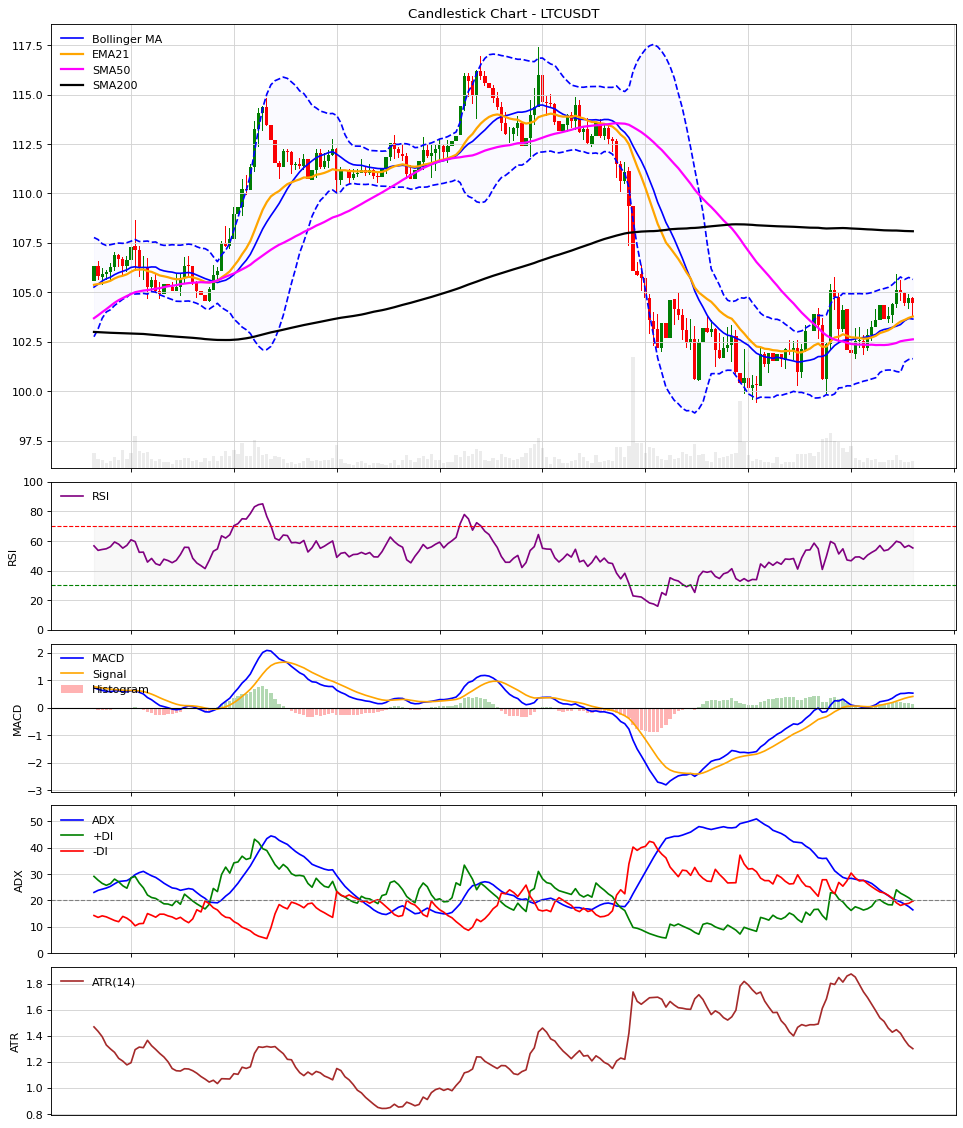 Candlestick Chart - LTCUSDT
Bollinger MA
EMA21
SMA50
SMA200
117.5
115.0
112.5
110.0
107.5
105.0
102.5
100.0
97.5
RSI
RSI
100
80
60
40
20
0
MACD
Signal
Histogram
MACD
2
1
0
−1
−2
−3
ADX
+DI
-DI
ADX
50
40
30
20
10
0
ATR(14)
ATR
1.8
1.6
1.4
1.2
1.0
0.8